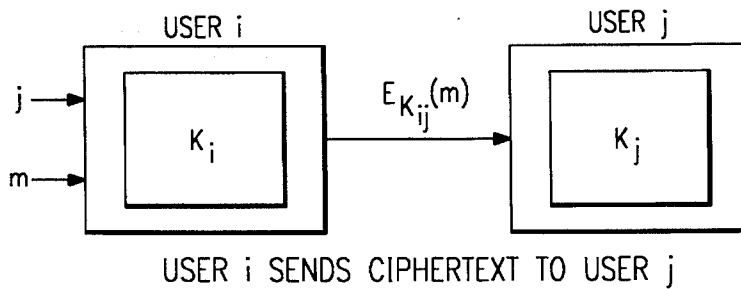 USER i
USER j
j
m
K_i
E_{K_{ij}}(m)
K_j
USER i SENDS CIPHERTEXT TO USER j